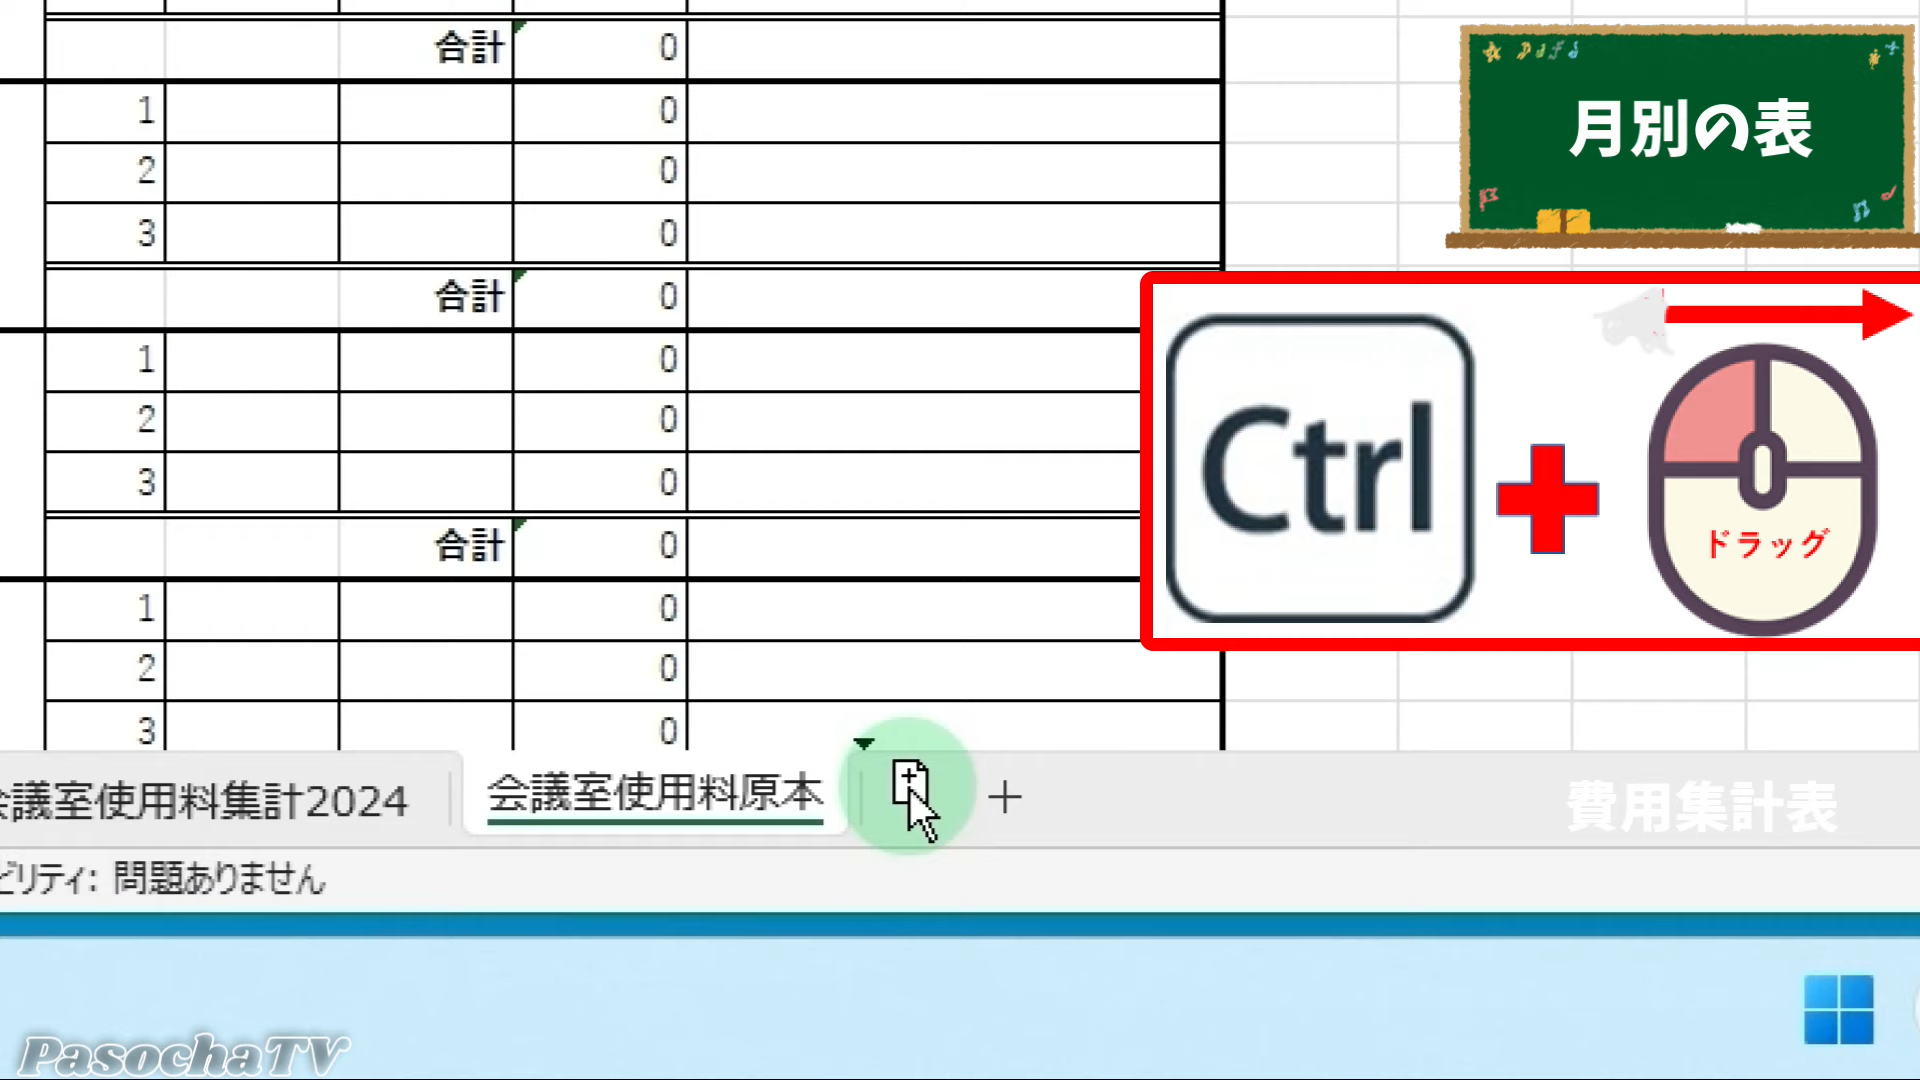 合計 0
1 0
2 0
3 0
合計 0
1 0
2 0
3 0
合計 0
1 0
2 0
3 0
月別の表
Ctrl
ドラッグ
会議室使用料集計2024
会議室使用料原本
費用集計表
ビリティ: 問題ありません
PasochaTV